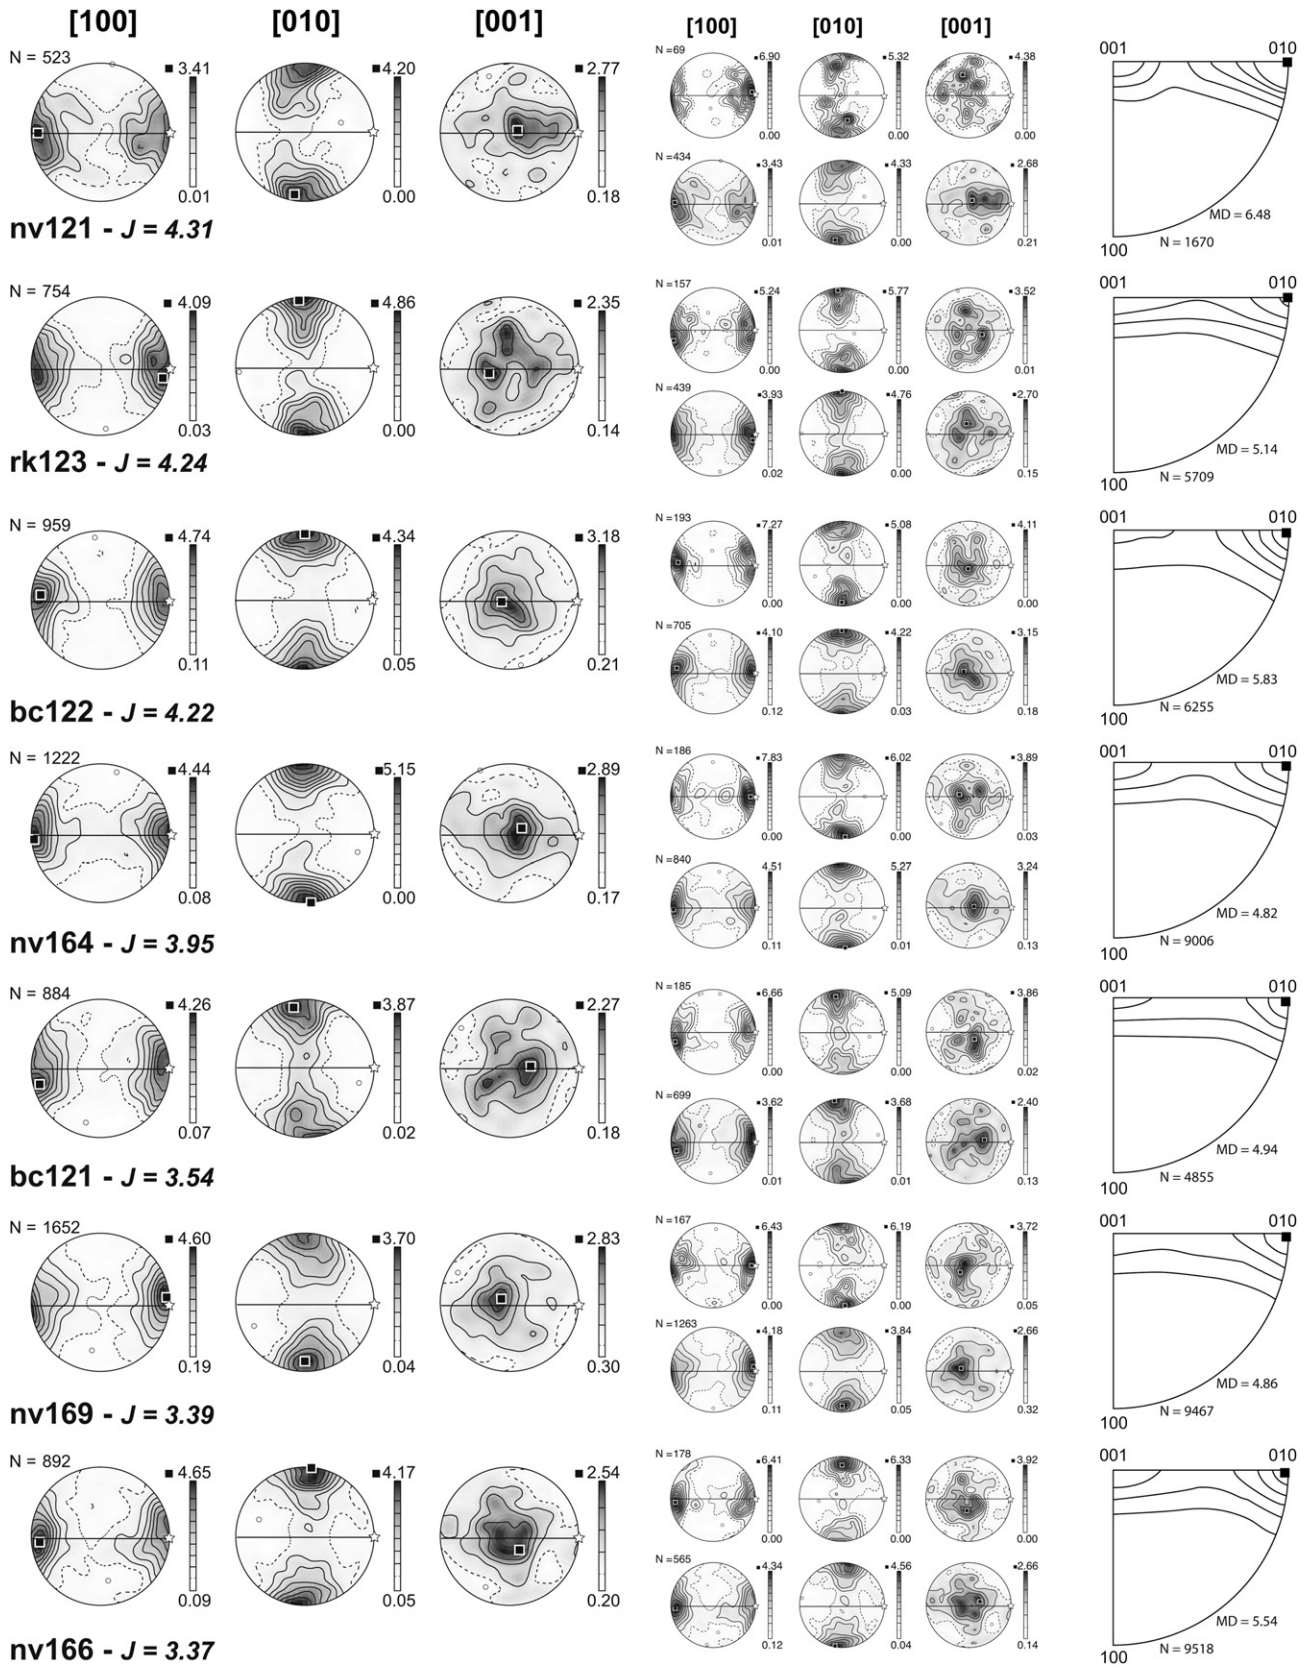 [100] [010] [001] [100] [010] [001]
N = 523
3.41 4.20 2.77
0.01 0.00 0.18
nv121 - J = 4.31
N =69
6.90 5.32 4.38
0.00 0.00 0.00
N =434
3.43 4.33 2.68
0.01 0.00 0.21
001 010
MD = 6.48
100 N = 1670
N = 754
4.09 4.86 2.35
0.03 0.00 0.14
rk123 - J = 4.24
N =157
5.24 5.77 3.52
0.00 0.00 0.01
N =439
3.93 4.76 2.70
0.02 0.00 0.15
001 010
MD = 5.14
100 N = 5709
N = 959
4.74 4.34 3.18
0.11 0.05 0.21
bc122 - J = 4.22
N =193
7.27 5.08 4.11
0.00 0.00 0.00
N =705
4.10 4.22 3.15
0.12 0.03 0.18
001 010
MD = 5.83
100 N = 6255
N = 1222
4.44 5.15 2.89
0.08 0.00 0.17
nv164 - J = 3.95
N =186
7.83 6.02 3.89
0.00 0.00 0.03
N =840
4.51 5.27 3.24
0.11 0.01 0.13
001 010
MD = 4.82
100 N = 9006
N = 884
4.26 3.87 2.27
0.07 0.02 0.18
bc121 - J = 3.54
N =185
6.66 5.09 3.86
0.00 0.00 0.02
N =699
3.62 3.68 2.40
0.01 0.01 0.13
001 010
MD = 4.94
100 N = 4855
N = 1652
4.60 3.70 2.83
0.19 0.04 0.30
nv169 - J = 3.39
N =167
6.43 6.19 3.72
0.00 0.00 0.05
N =1263
4.18 3.84 2.66
0.11 0.05 0.32
001 010
MD = 4.86
100 N = 9467
N = 892
4.65 4.17 2.54
0.09 0.05 0.20
nv166 - J = 3.37
N =178
6.41 6.33 3.92
0.00 0.00 0.00
N =565
4.34 4.56 2.66
0.12 0.04 0.14
001 010
MD = 5.54
100 N = 9518